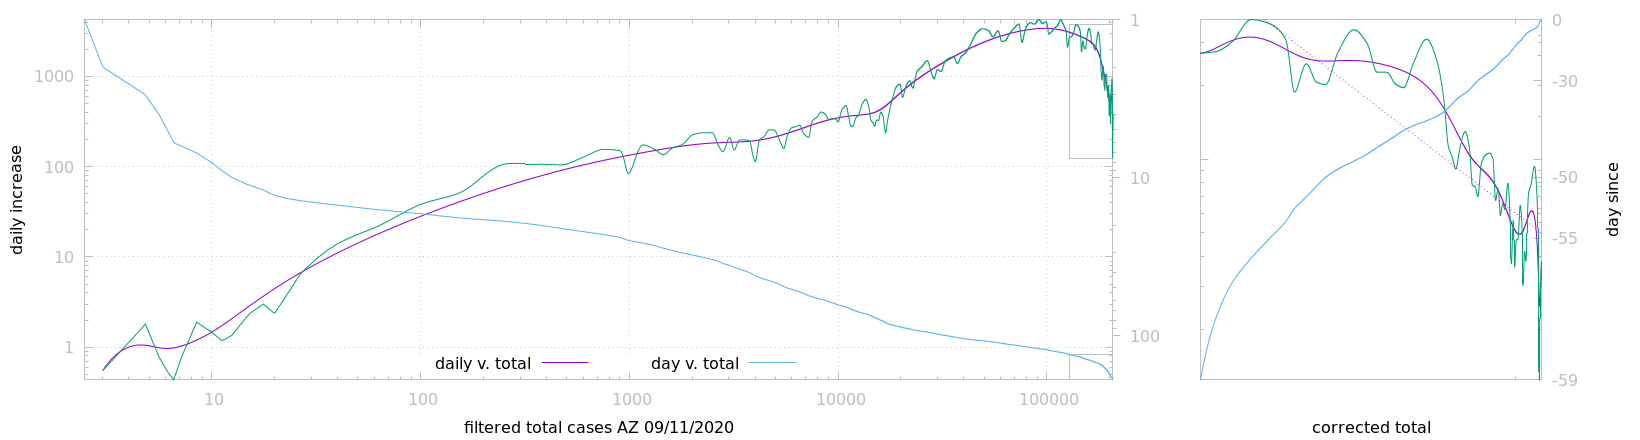 daily increase
1000
100
10
1
10
100
1000
10000
100000
daily v. total
day v. total
filtered total cases AZ 09/11/2020
1
10
100
0
-30
-50
-55
-59
day since
corrected total